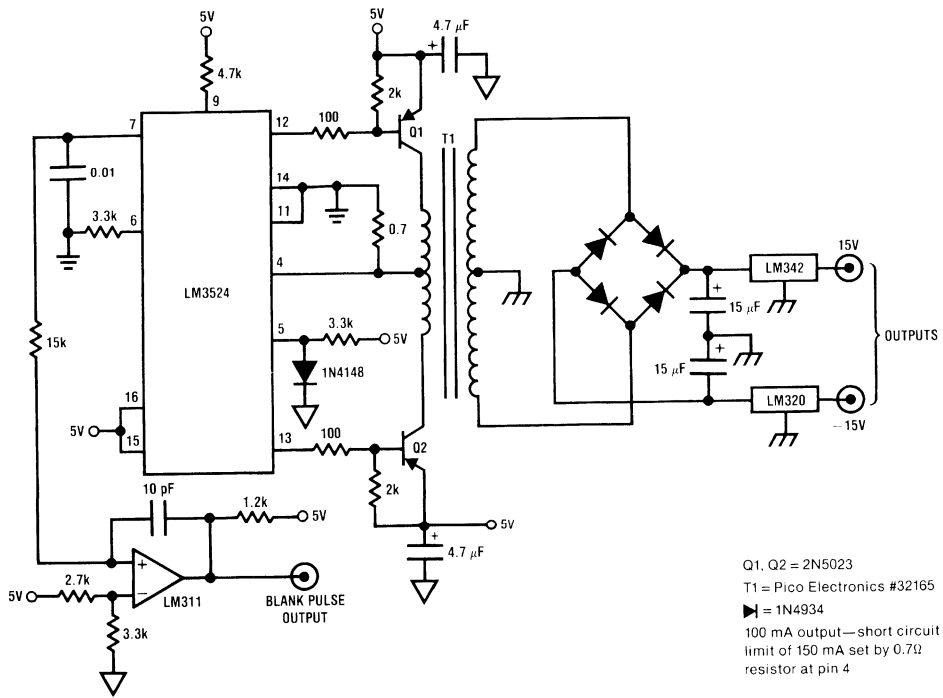 5V
4.7k
9
5V
4.7 μF
+
2k
7
12
100
Q1
T1
0.01
14
11
3.3k
6
0.7
4
LM3524
15k
5
3.3k
5V
1N4148
16
5V
15
13
100
Q2
2k
5V
+
4.7 μF
10 pF
1.2k
5V
+
−
LM311
2.7k
5V
3.3k
BLANK PULSE
OUTPUT
15V
LM342
+
15 μF
+
15 μF
OUTPUTS
LM320
−15V
Q1, Q2 = 2N5023
T1 = Pico Electronics #32165
= 1N4934
100 mA output—short circuit
limit of 150 mA set by 0.7Ω
resistor at pin 4